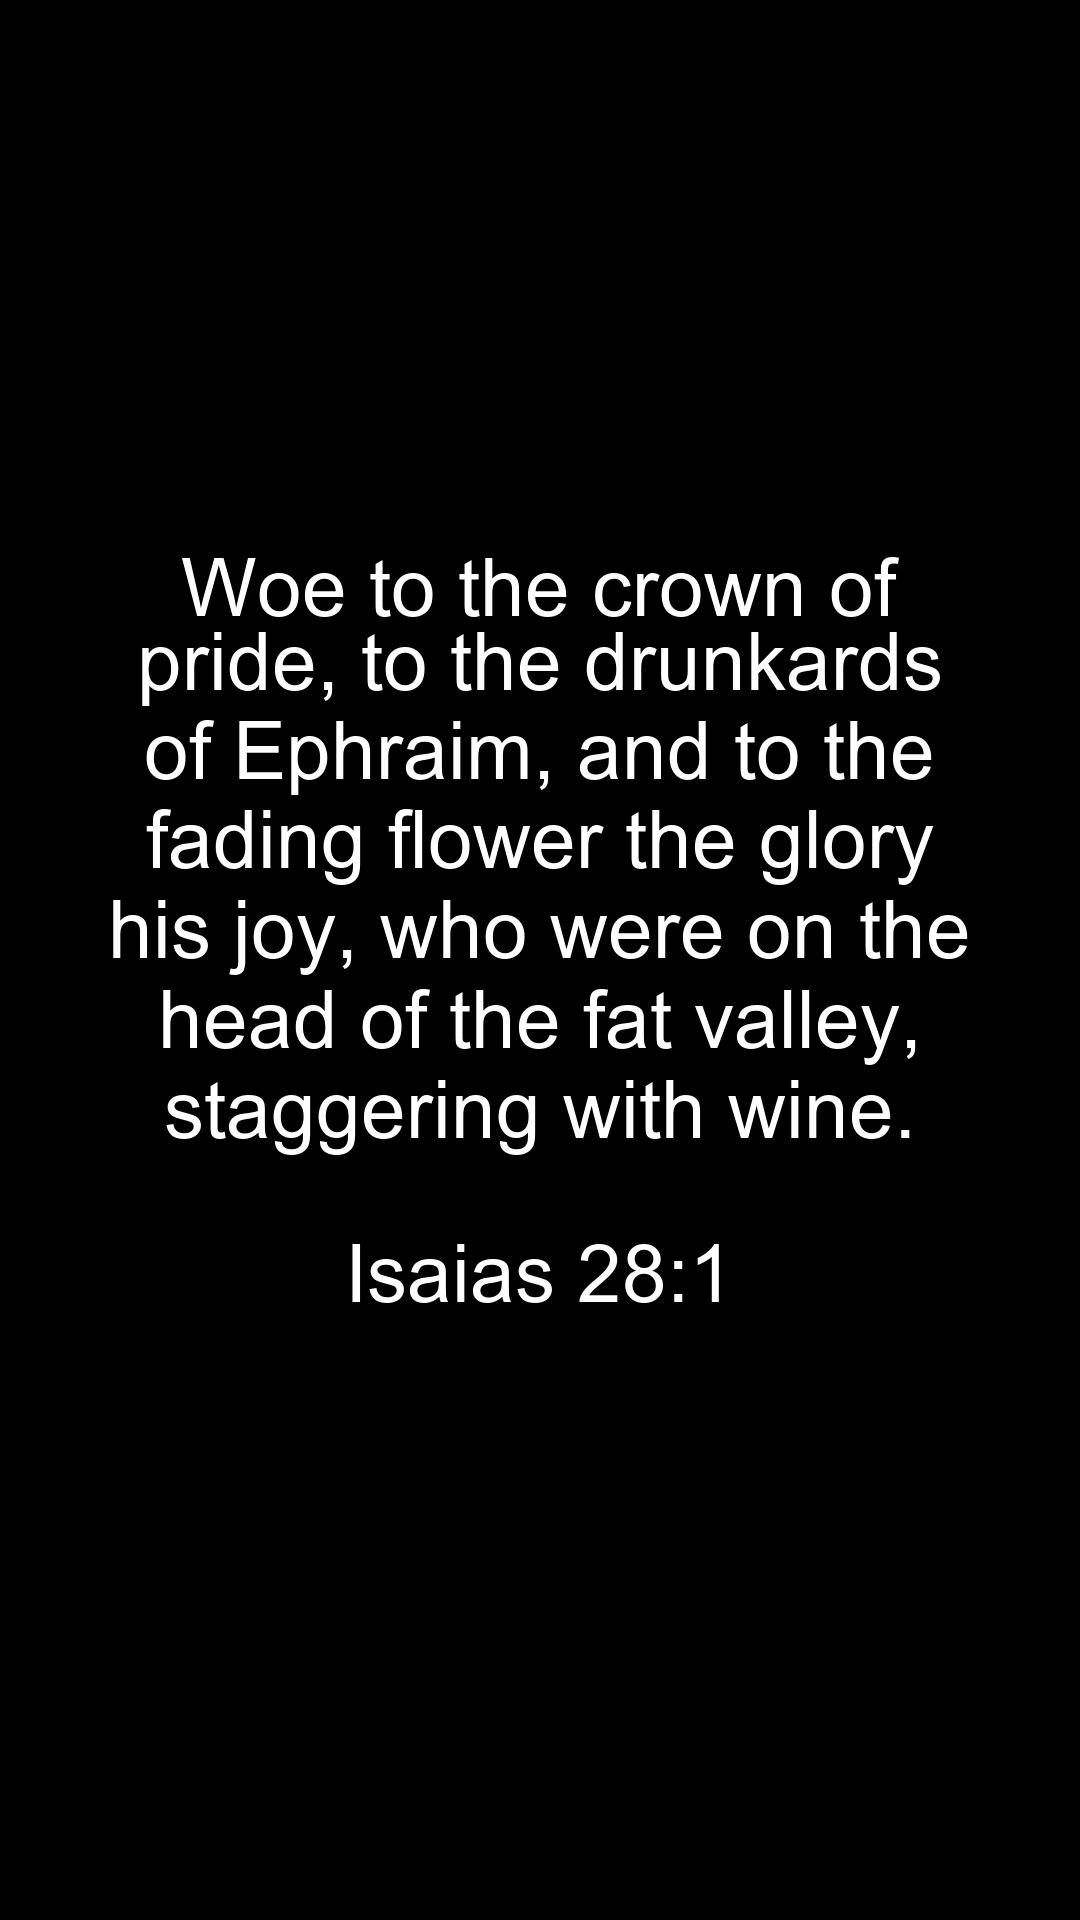 Woe to the crown of
pride, to the drunkards
of Ephraim, and to the
fading flower the glory
his joy, who were on the
head of the fat valley,
staggering with wine.
Isaias 28:1